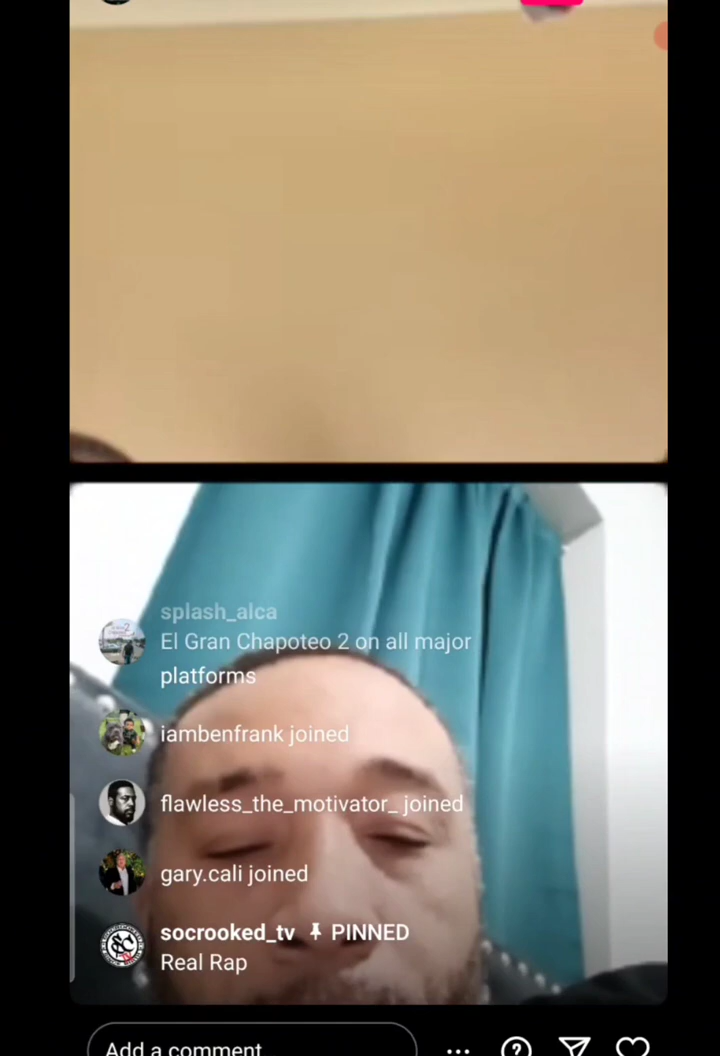 splash_alca
El Gran Chapoteo 2 on all major
platforms
iambenfrank joined
flawless_the_motivator_ joined
gary.cali joined
socrooked_tv PINNED
Real Rap
Add a comment